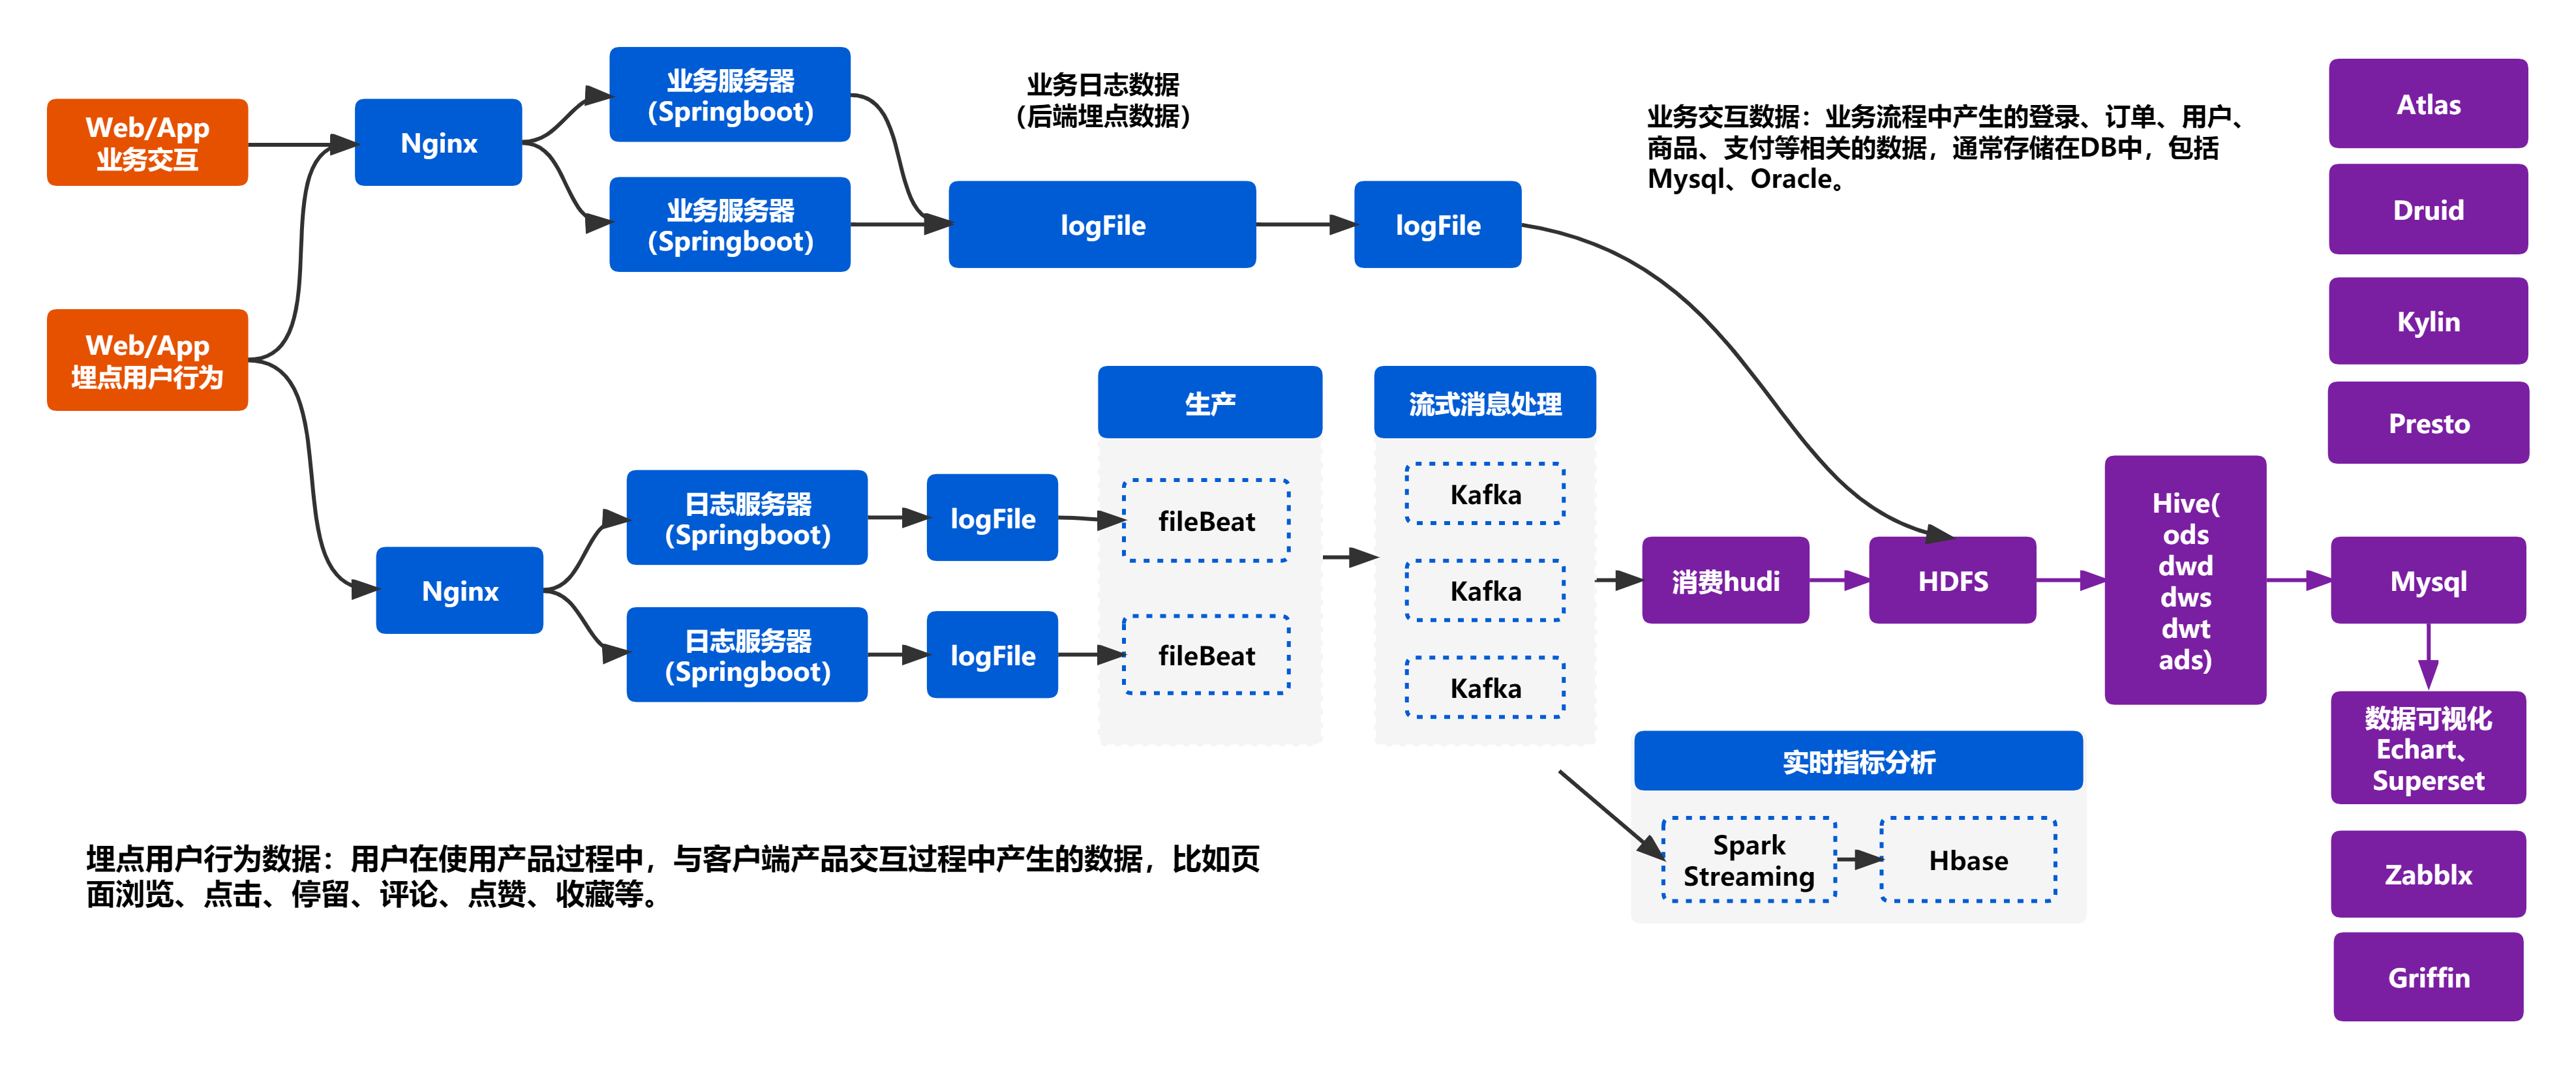 Web/App
业务交互
Web/App
埋点用户行为
Nginx
业务服务器
(Springboot)
业务服务器
(Springboot)
业务日志数据
（后端埋点数据）
logFile
logFile
业务交互数据：业务流程中产生的登录、订单、用户、
商品、支付等相关的数据，通常存储在DB中，包括
Mysql、Oracle。
Nginx
日志服务器
(Springboot)
日志服务器
(Springboot)
logFile
logFile
生产
fileBeat
fileBeat
流式消息处理
Kafka
Kafka
Kafka
消费hudi
HDFS
Hive(
ods
dwd
dws
dwt
ads)
实时指标分析
Spark
Streaming
Hbase
Atlas
Druid
Kylin
Presto
Mysql
数据可视化
Echart、
Superset
Zabblx
Griffin
埋点用户行为数据：用户在使用产品过程中，与客户端产品交互过程中产生的数据，比如页
面浏览、点击、停留、评论、点赞、收藏等。